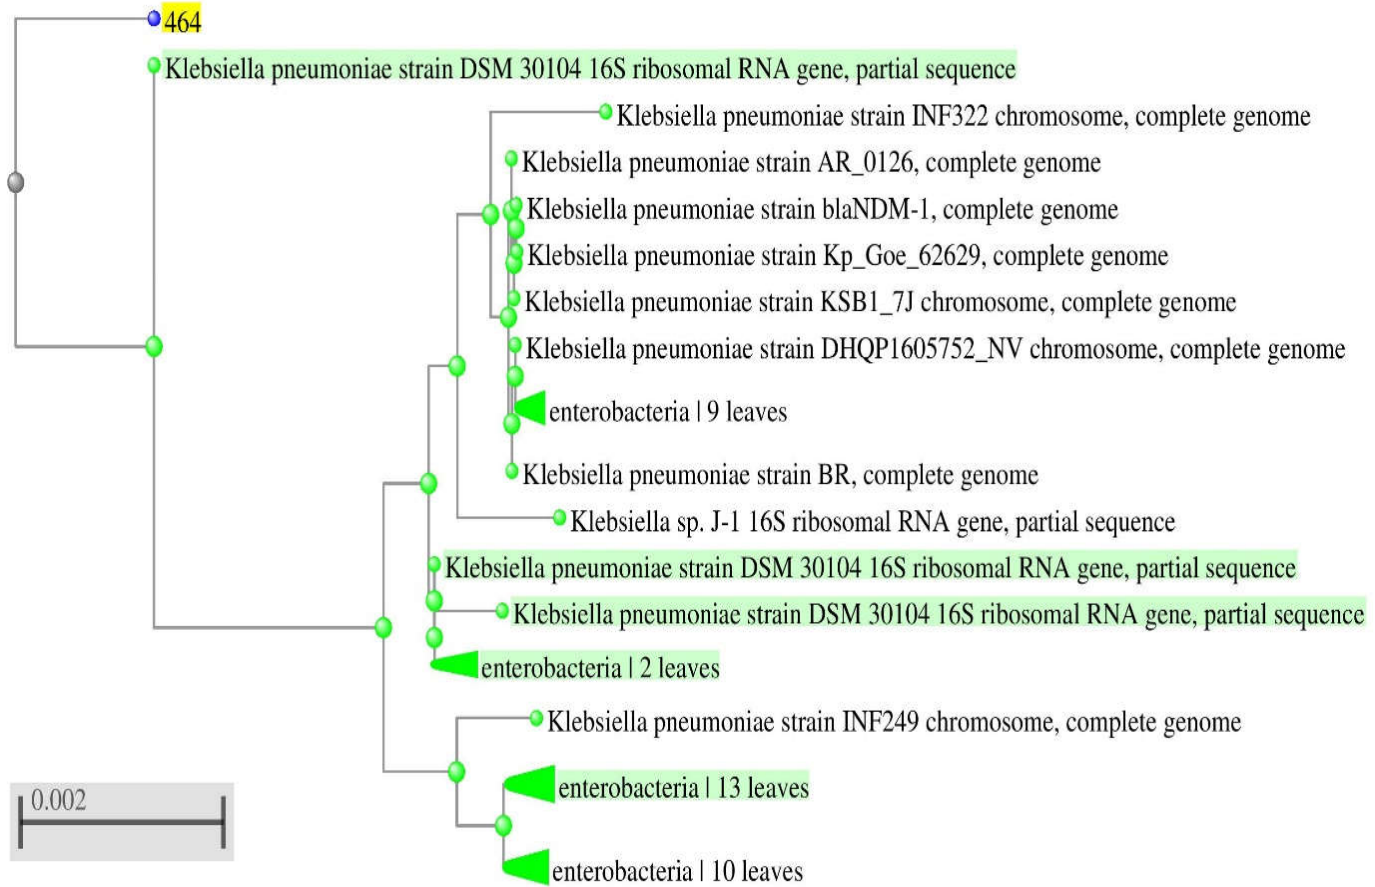 464
Klebsiella pneumoniae strain DSM 30104 16S ribosomal RNA gene, partial sequence
Klebsiella pneumoniae strain INF322 chromosome, complete genome
Klebsiella pneumoniae strain AR_0126, complete genome
Klebsiella pneumoniae strain blaNDM-1, complete genome
Klebsiella pneumoniae strain Kp_Goe_62629, complete genome
Klebsiella pneumoniae strain KSB1_7J chromosome, complete genome
Klebsiella pneumoniae strain DHQP1605752_NV chromosome, complete genome
enterobacteria | 9 leaves
Klebsiella pneumoniae strain BR, complete genome
Klebsiella sp. J-1 16S ribosomal RNA gene, partial sequence
Klebsiella pneumoniae strain DSM 30104 16S ribosomal RNA gene, partial sequence
Klebsiella pneumoniae strain DSM 30104 16S ribosomal RNA gene, partial sequence
enterobacteria | 2 leaves
Klebsiella pneumoniae strain INF249 chromosome, complete genome
enterobacteria | 13 leaves
0.002
enterobacteria | 10 leaves